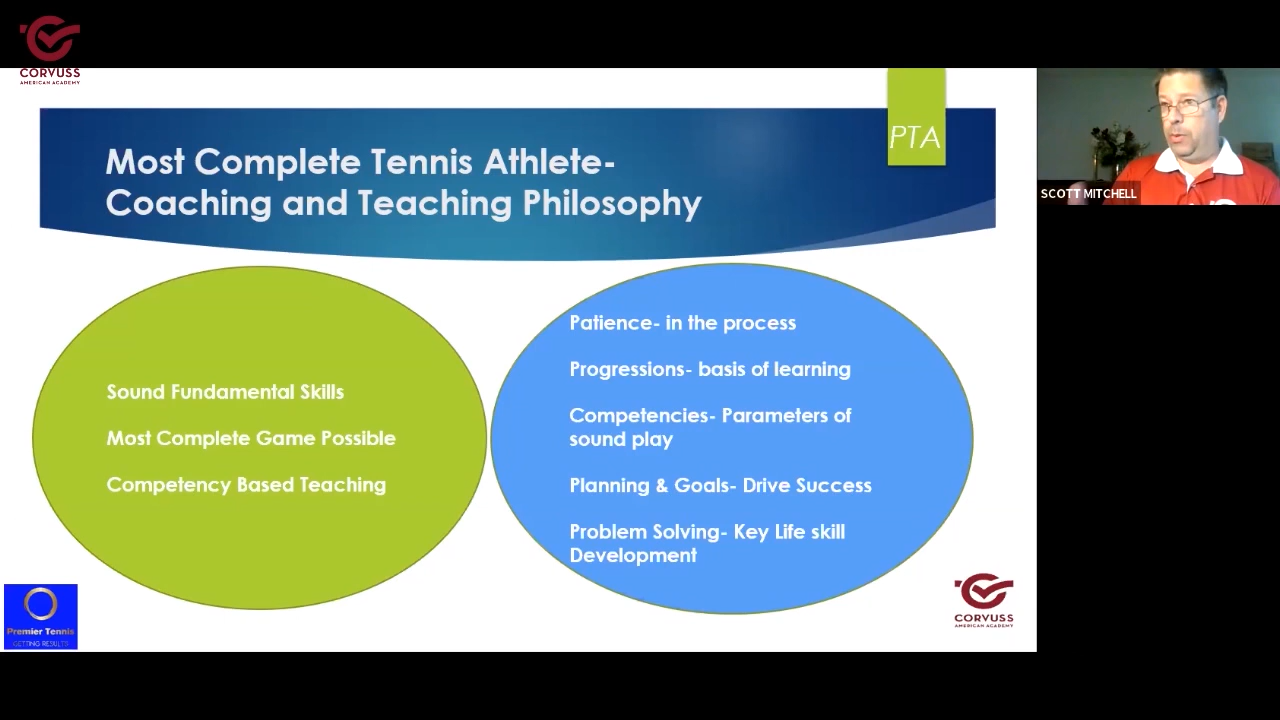 CORVUSS
AMERICAN ACADEMY
PTA
Most Complete Tennis Athlete-
Coaching and Teaching Philosophy
SCOTT MITCHELL
Sound Fundamental Skills
Most Complete Game Possible
Competency Based Teaching
Patience- in the process
Progressions- basis of learning
Competencies- Parameters of
sound play
Planning & Goals- Drive Success
Problem Solving- Key Life skill
Development
Premier Tennis
GETTING RESULTS
CORVUSS
AMERICAN ACADEMY